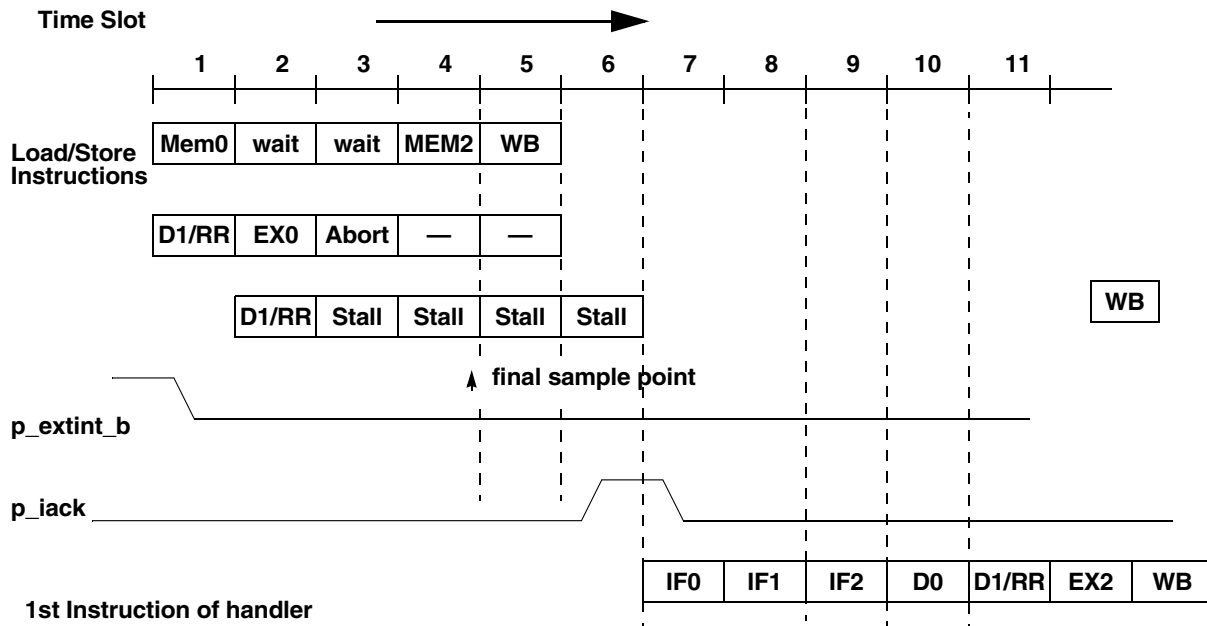 Time Slot
1 2 3 4 5 6 7 8 9 10 11
Load/Store
Instructions
Mem0 wait wait MEM2 WB
D1/RR EX0 Abort — —
D1/RR Stall Stall Stall Stall
WB
final sample point
p_extint_b
p_iack
IF0 IF1 IF2 D0 D1/RR EX2 WB
1st Instruction of handler